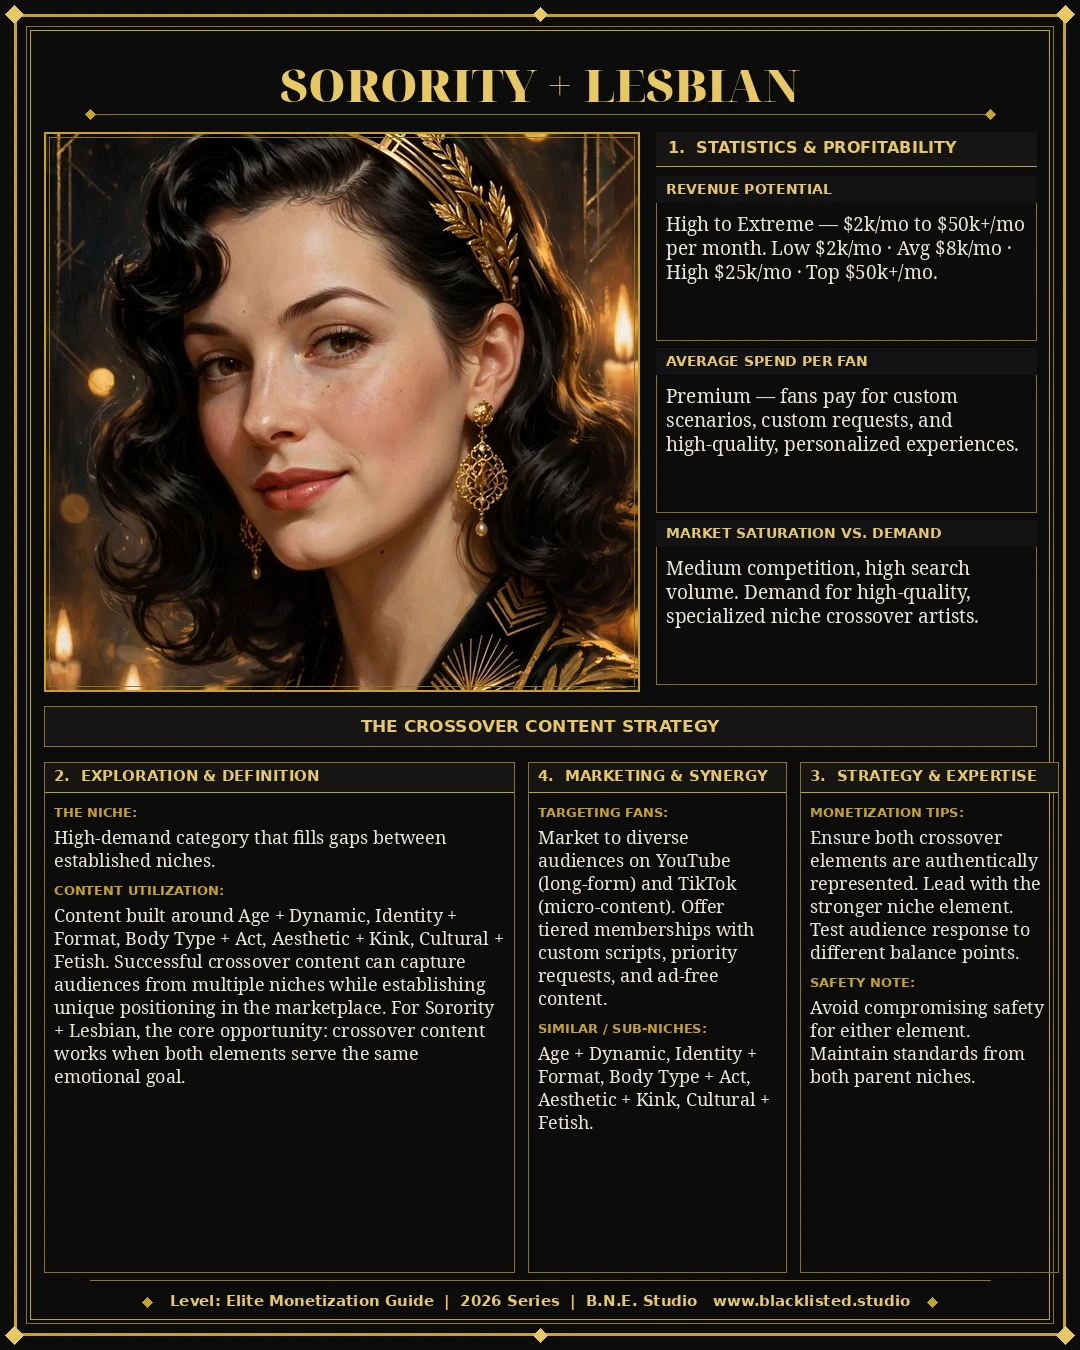 SORORITY + LESBIAN
1. STATISTICS & PROFITABILITY
REVENUE POTENTIAL
High to Extreme — $2k/mo to $50k+/mo
per month. Low $2k/mo · Avg $8k/mo ·
High $25k/mo · Top $50k+/mo.
AVERAGE SPEND PER FAN
Premium — fans pay for custom
scenarios, custom requests, and
high-quality, personalized experiences.
MARKET SATURATION VS. DEMAND
Medium competition, high search
volume. Demand for high-quality,
specialized niche crossover artists.
THE CROSSOVER CONTENT STRATEGY
2. EXPLORATION & DEFINITION
THE NICHE:
High-demand category that fills gaps between
established niches.
CONTENT UTILIZATION:
Content built around Age + Dynamic, Identity +
Format, Body Type + Act, Aesthetic + Kink, Cultural +
Fetish. Successful crossover content can capture
audiences from multiple niches while establishing
unique positioning in the marketplace. For Sorority
+ Lesbian, the core opportunity: crossover content
works when both elements serve the same
emotional goal.
4. MARKETING & SYNERGY
TARGETING FANS:
Market to diverse
audiences on YouTube
(long-form) and TikTok
(micro-content). Offer
tiered memberships with
custom scripts, priority
requests, and ad-free
content.
SIMILAR / SUB-NICHES:
Age + Dynamic, Identity +
Format, Body Type + Act,
Aesthetic + Kink, Cultural +
Fetish.
3. STRATEGY & EXPERTISE
MONETIZATION TIPS:
Ensure both crossover
elements are authentically
represented. Lead with the
stronger niche element.
Test audience response to
different balance points.
SAFETY NOTE:
Avoid compromising safety
for either element.
Maintain standards from
both parent niches.
Level: Elite Monetization Guide | 2026 Series | B.N.E. Studio www.blacklisted.studio